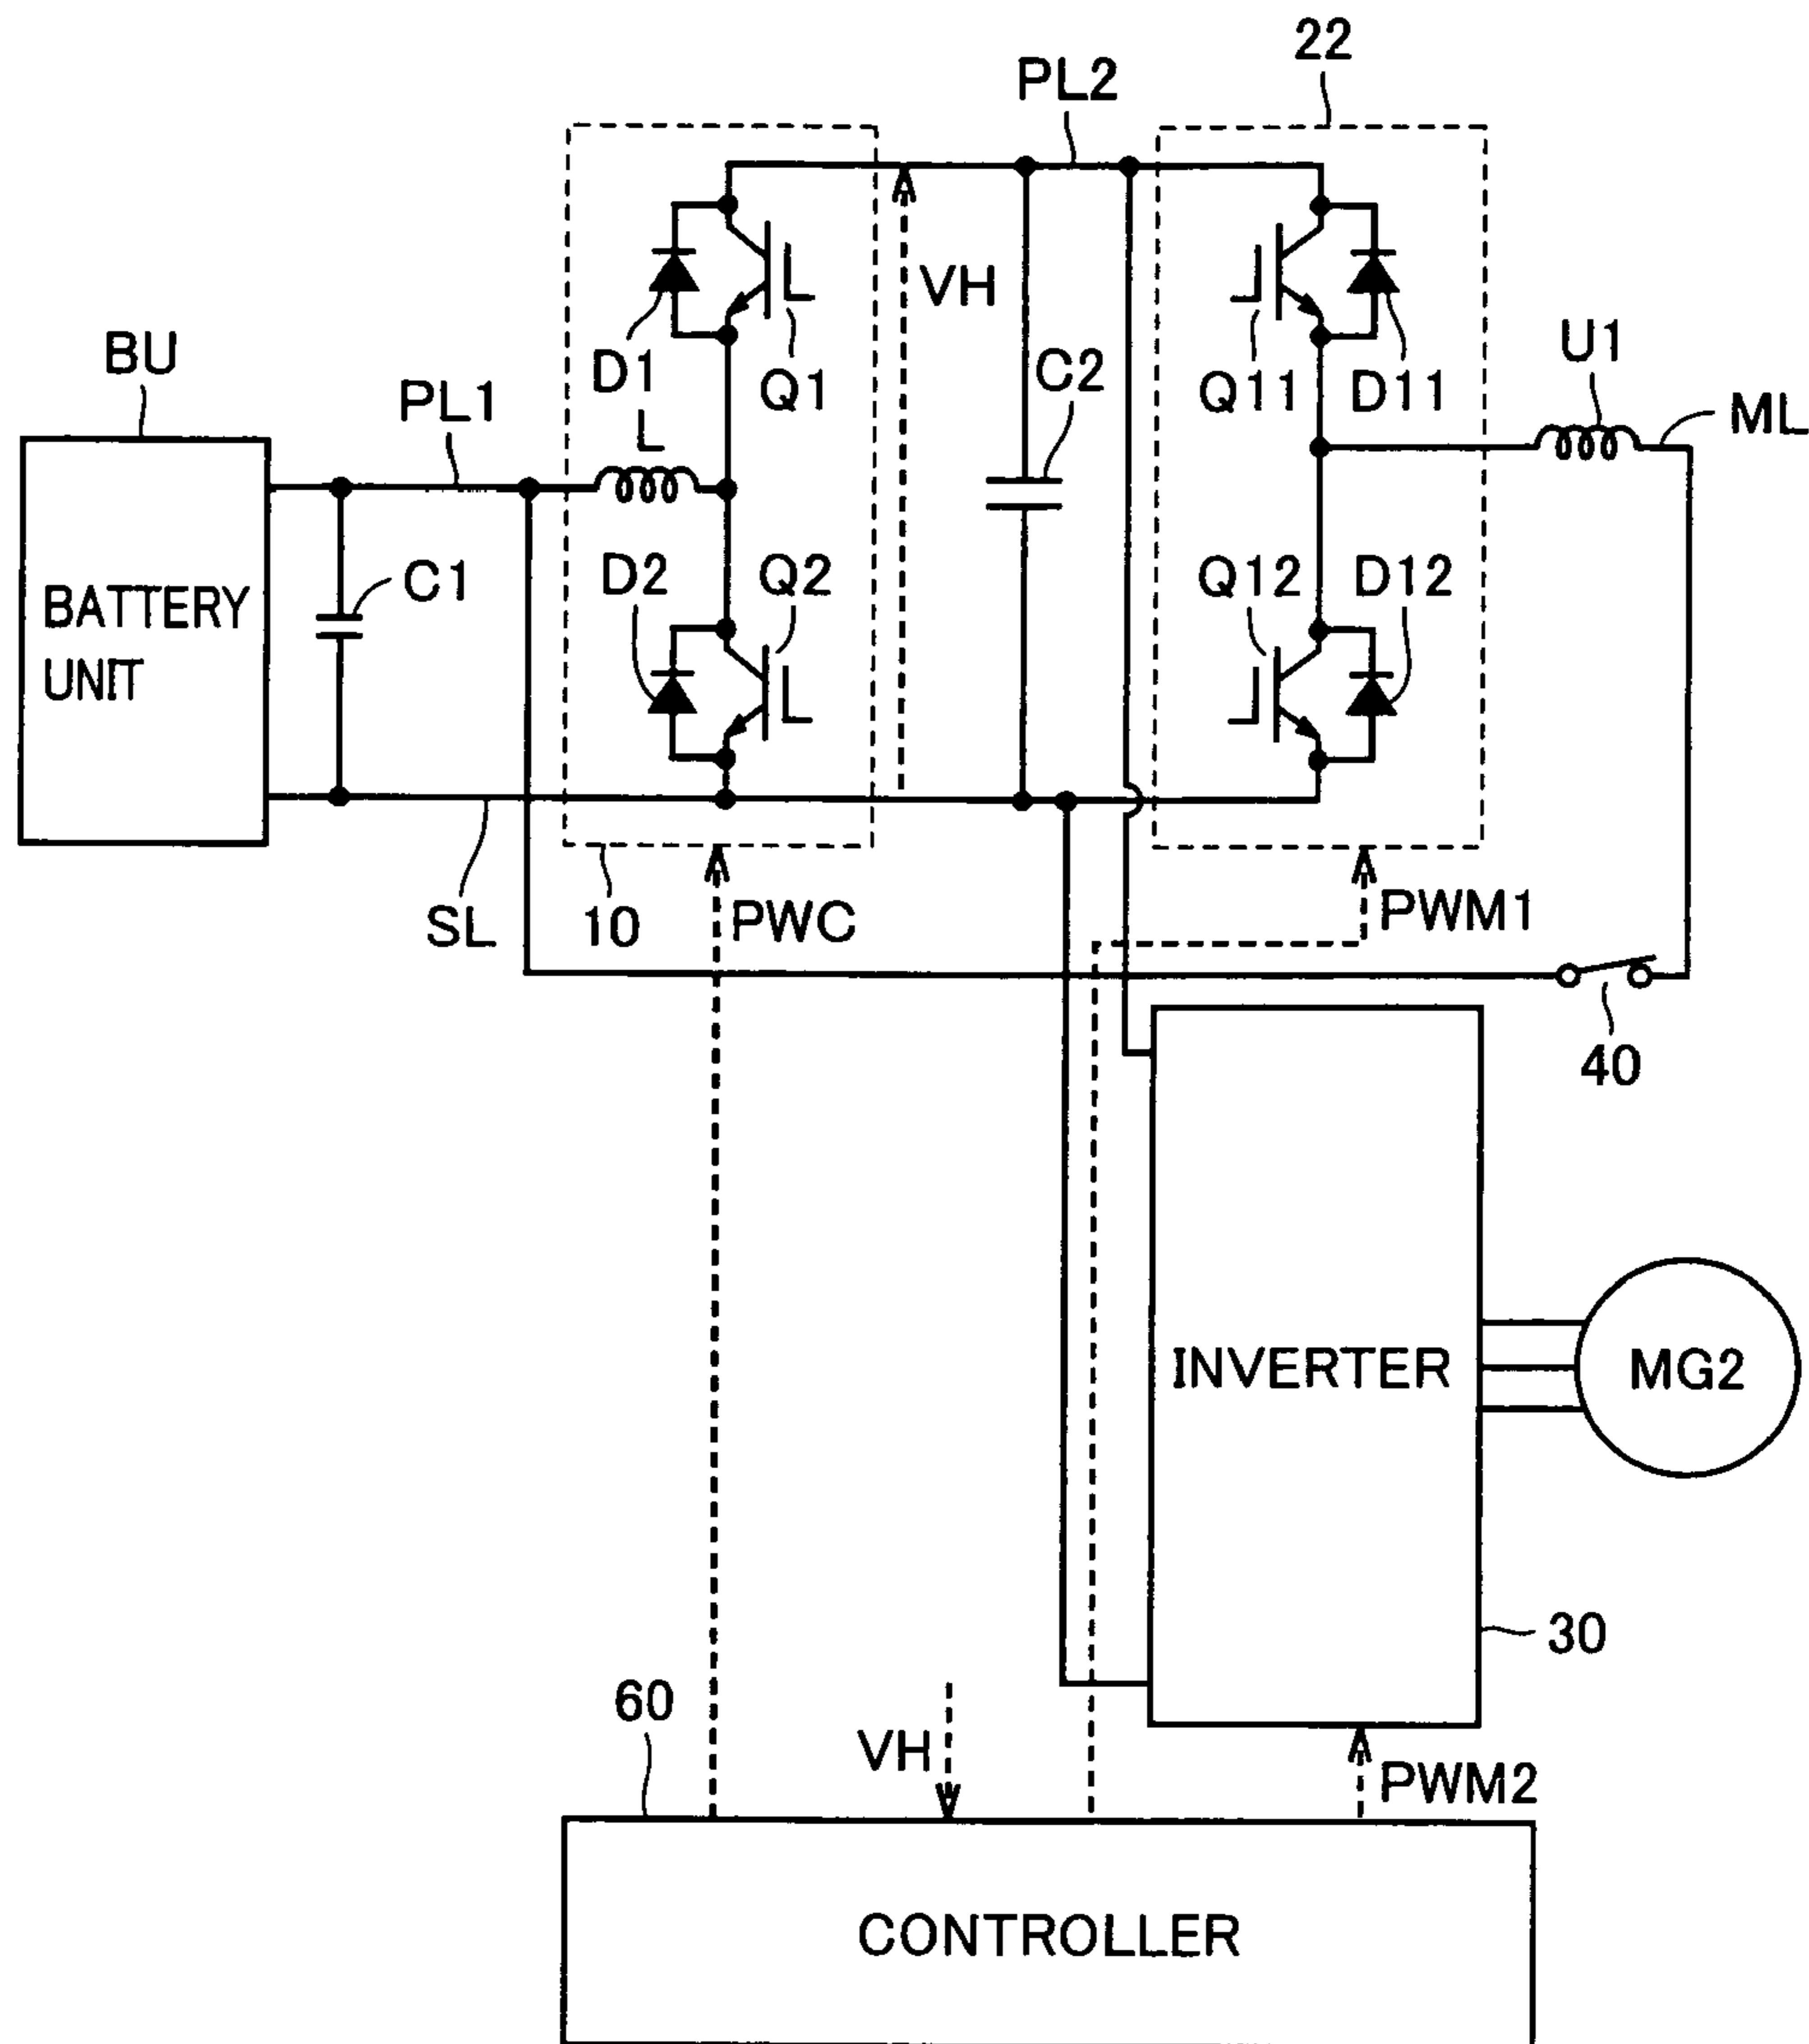 22
PL2
VH
BU
PL1
D1
L
Q1
C2
Q11
D11
U1
ML
BATTERY
UNIT
C1
D2
Q2
Q12
D12
SL
10
PWC
PWM1
40
INVERTER
MG2
30
60
VH
PWM2
CONTROLLER